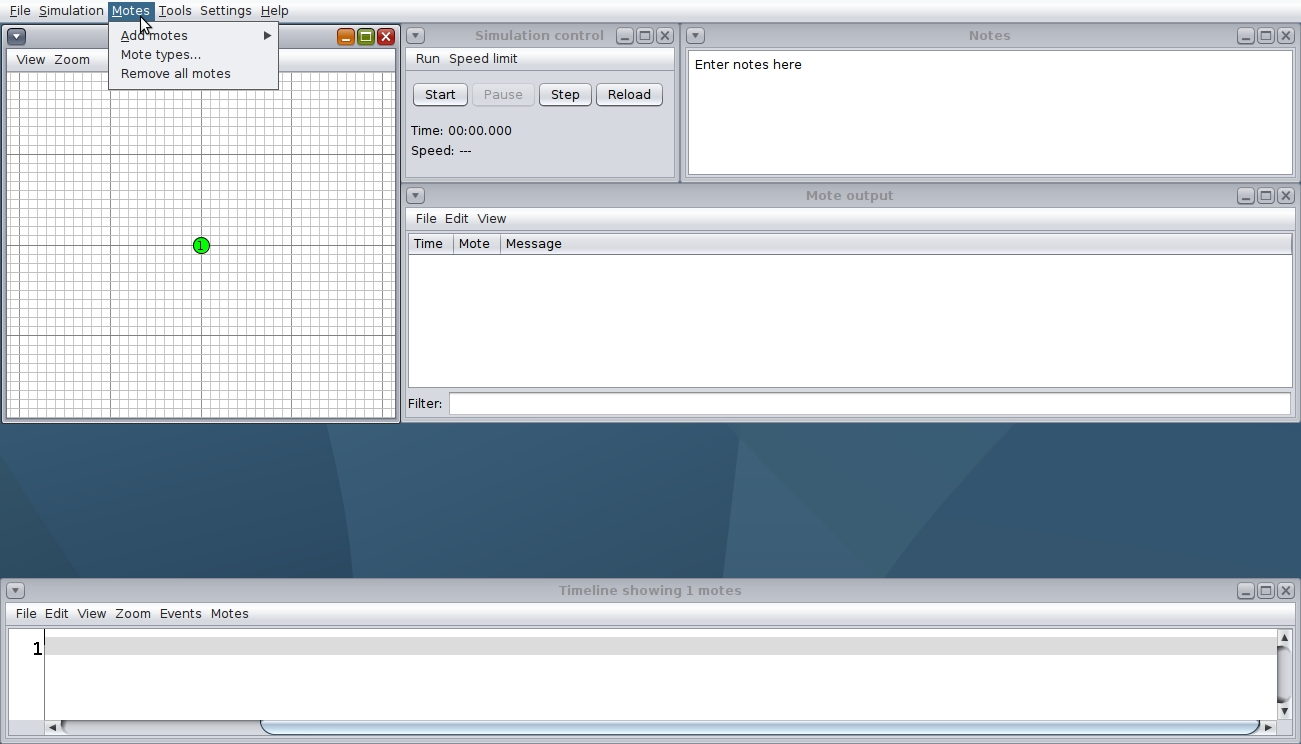 File Simulation Motes Tools Settings Help
Add motes
Mote types...
Remove all motes
View Zoom
1
Simulation control
Run Speed limit
Start Pause Step Reload
Time: 00:00.000
Speed: ---
Notes
Enter notes here
Mote output
File Edit View
Time Mote Message
Filter:
Timeline showing 1 motes
File Edit View Zoom Events Motes
1